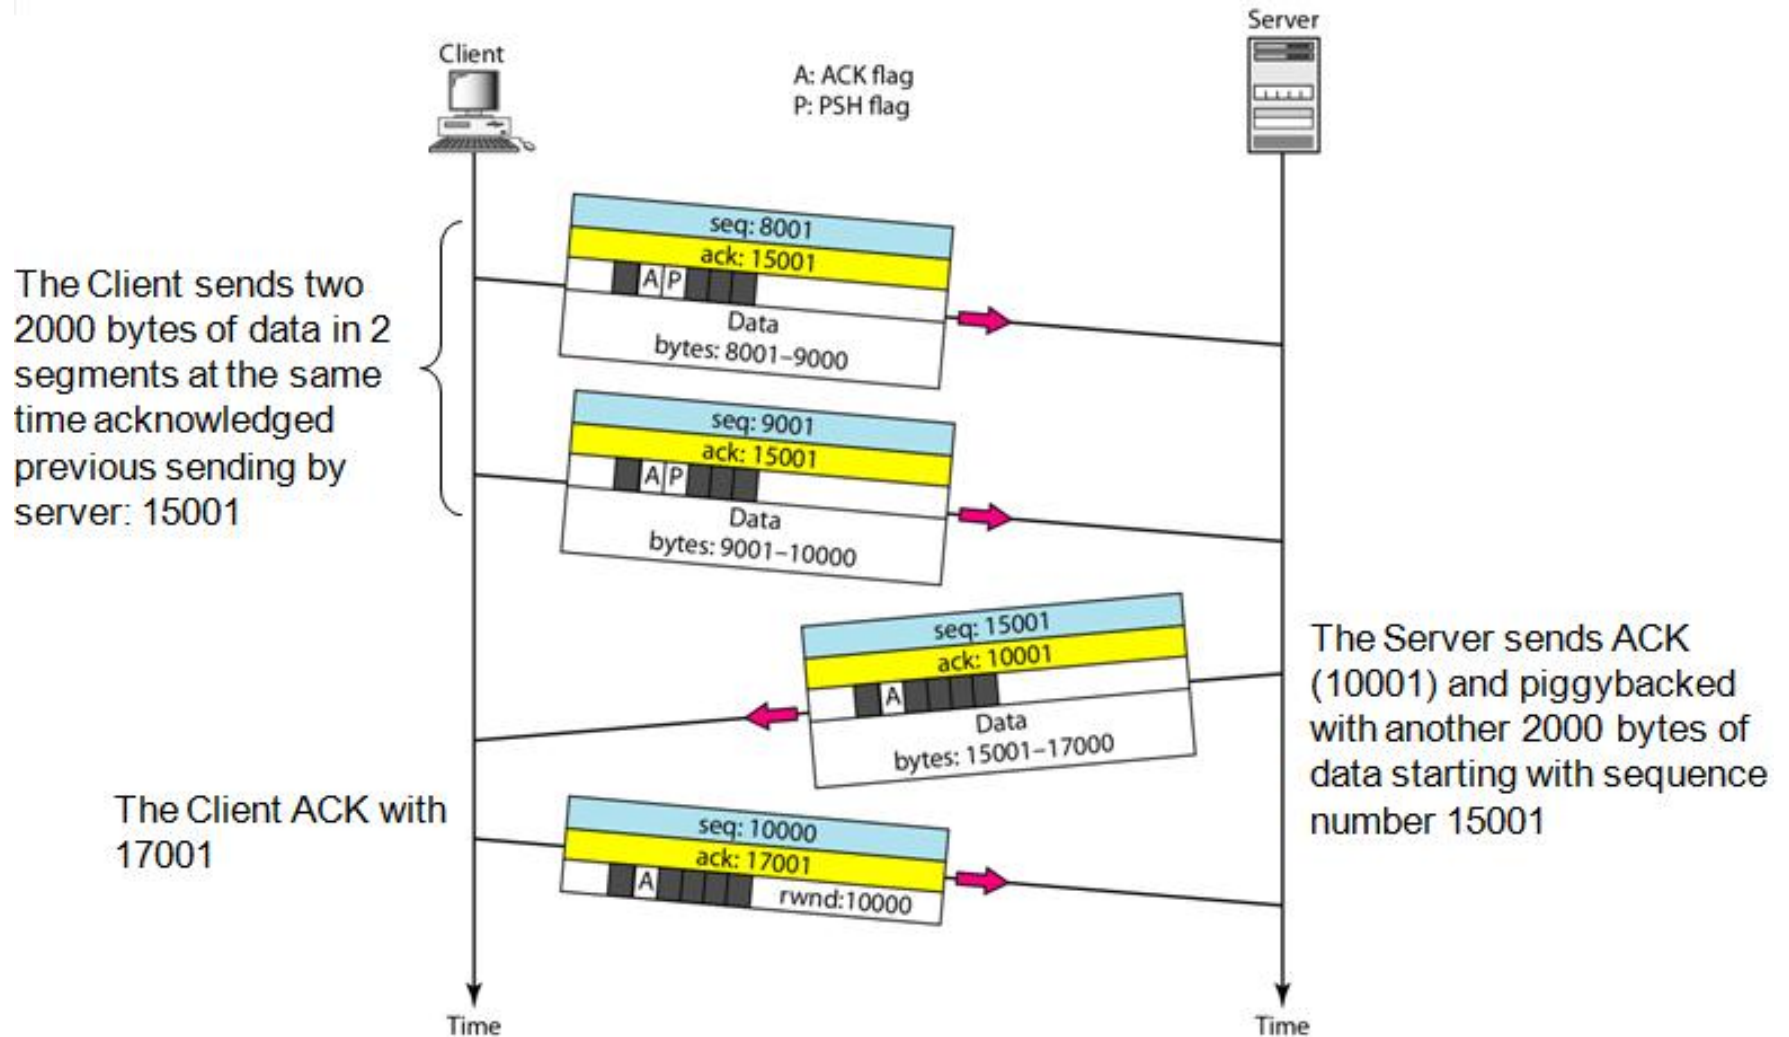 Server
Client
A: ACK flag
P: PSH flag
The Client sends two
2000 bytes of data in 2
segments at the same
time acknowledged
previous sending by
server: 15001
seq: 8001
ack: 15001
A P
Data
bytes: 8001–9000
seq: 9001
ack: 15001
A P
Data
bytes: 9001–10000
seq: 15001
ack: 10001
A
Data
bytes: 15001–17000
The Server sends ACK
(10001) and piggybacked
with another 2000 bytes of
data starting with sequence
number 15001
The Client ACK with
17001
seq: 10000
ack: 17001
A
rwnd:10000
Time
Time